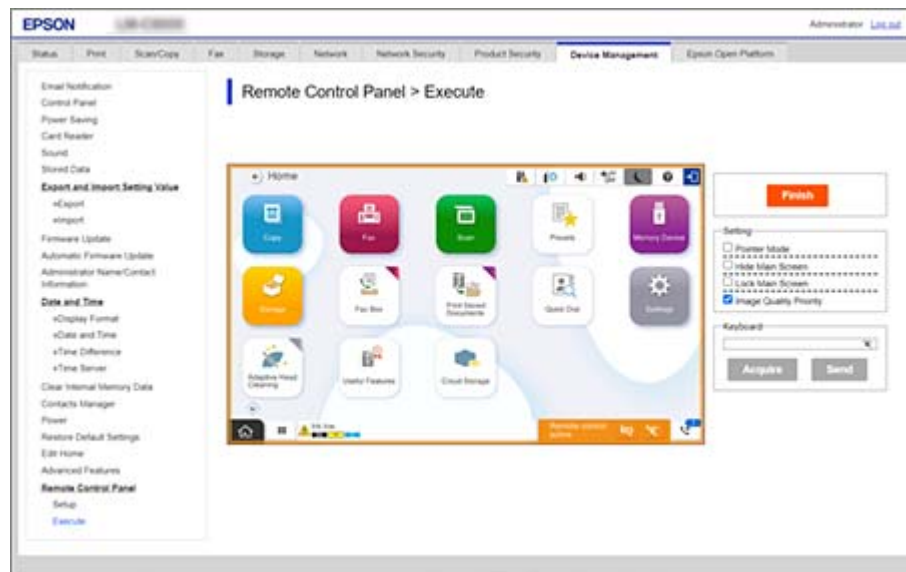 EPSON
Administrator Log out
Status Print Scan/Copy Fax Storage Network Network Security Product Security Device Management Epson Open Platform
Email Notification
Control Panel
Power Saving
Card Reader
Sound
Stored Data
Export and Import Setting Value
»Export
»Import
Firmware Update
Automatic Firmware Update
Administrator Name/Contact
Information
Date and Time
»Display Format
»Date and Time
»Time Difference
»Time Server
Clear Internal Memory Data
Contacts Manager
Power
Restore Default Settings
Edit Home
Advanced Features
Remote Control Panel
Setup
Execute
Remote Control Panel > Execute
Home
Copy
Fax
Scan
Presets
Memory Device
Storage
Fax Box
Print Saved
Documents
Quick Dial
Settings
Adaptive Head
Cleaning
Useful Features
Cloud Storage
Ink low
Remote control
active
Finish
Setting
Pointer Mode
Hide Main Screen
Lock Main Screen
Image Quality Priority
Keyboard
Acquire Send